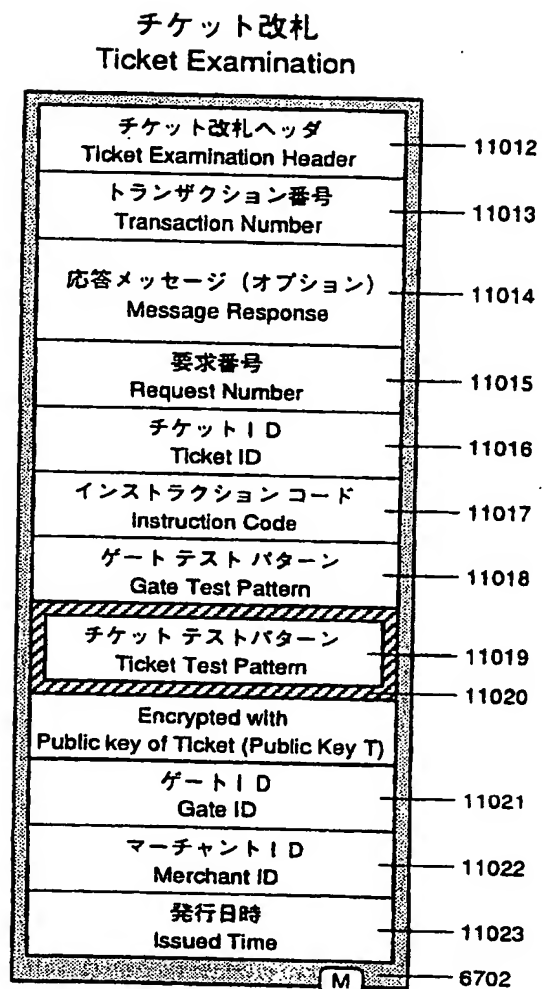 チケット改札
Ticket Examination
チケット改札ヘッダ
Ticket Examination Header
11012
トランザクション番号
Transaction Number
11013
応答メッセージ（オプション）
Message Response
11014
要求番号
Request Number
11015
チケットＩＤ
Ticket ID
11016
インストラクション コード
Instruction Code
11017
ゲート テスト パターン
Gate Test Pattern
11018
チケット テストパターン
Ticket Test Pattern
11019
11020
Encrypted with
Public key of Ticket (Public Key T)
ゲートＩＤ
Gate ID
11021
マーチャントＩＤ
Merchant ID
11022
発行日時
Issued Time
11023
M
6702